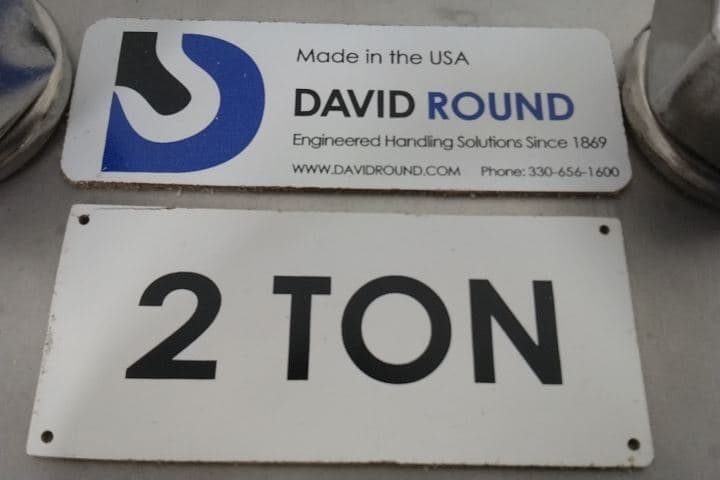 Made in the USA
DAVID ROUND
Engineered Handling Solutions Since 1869
WWW.DAVIDROUND.COM Phone: 330-656-1600
2 TON